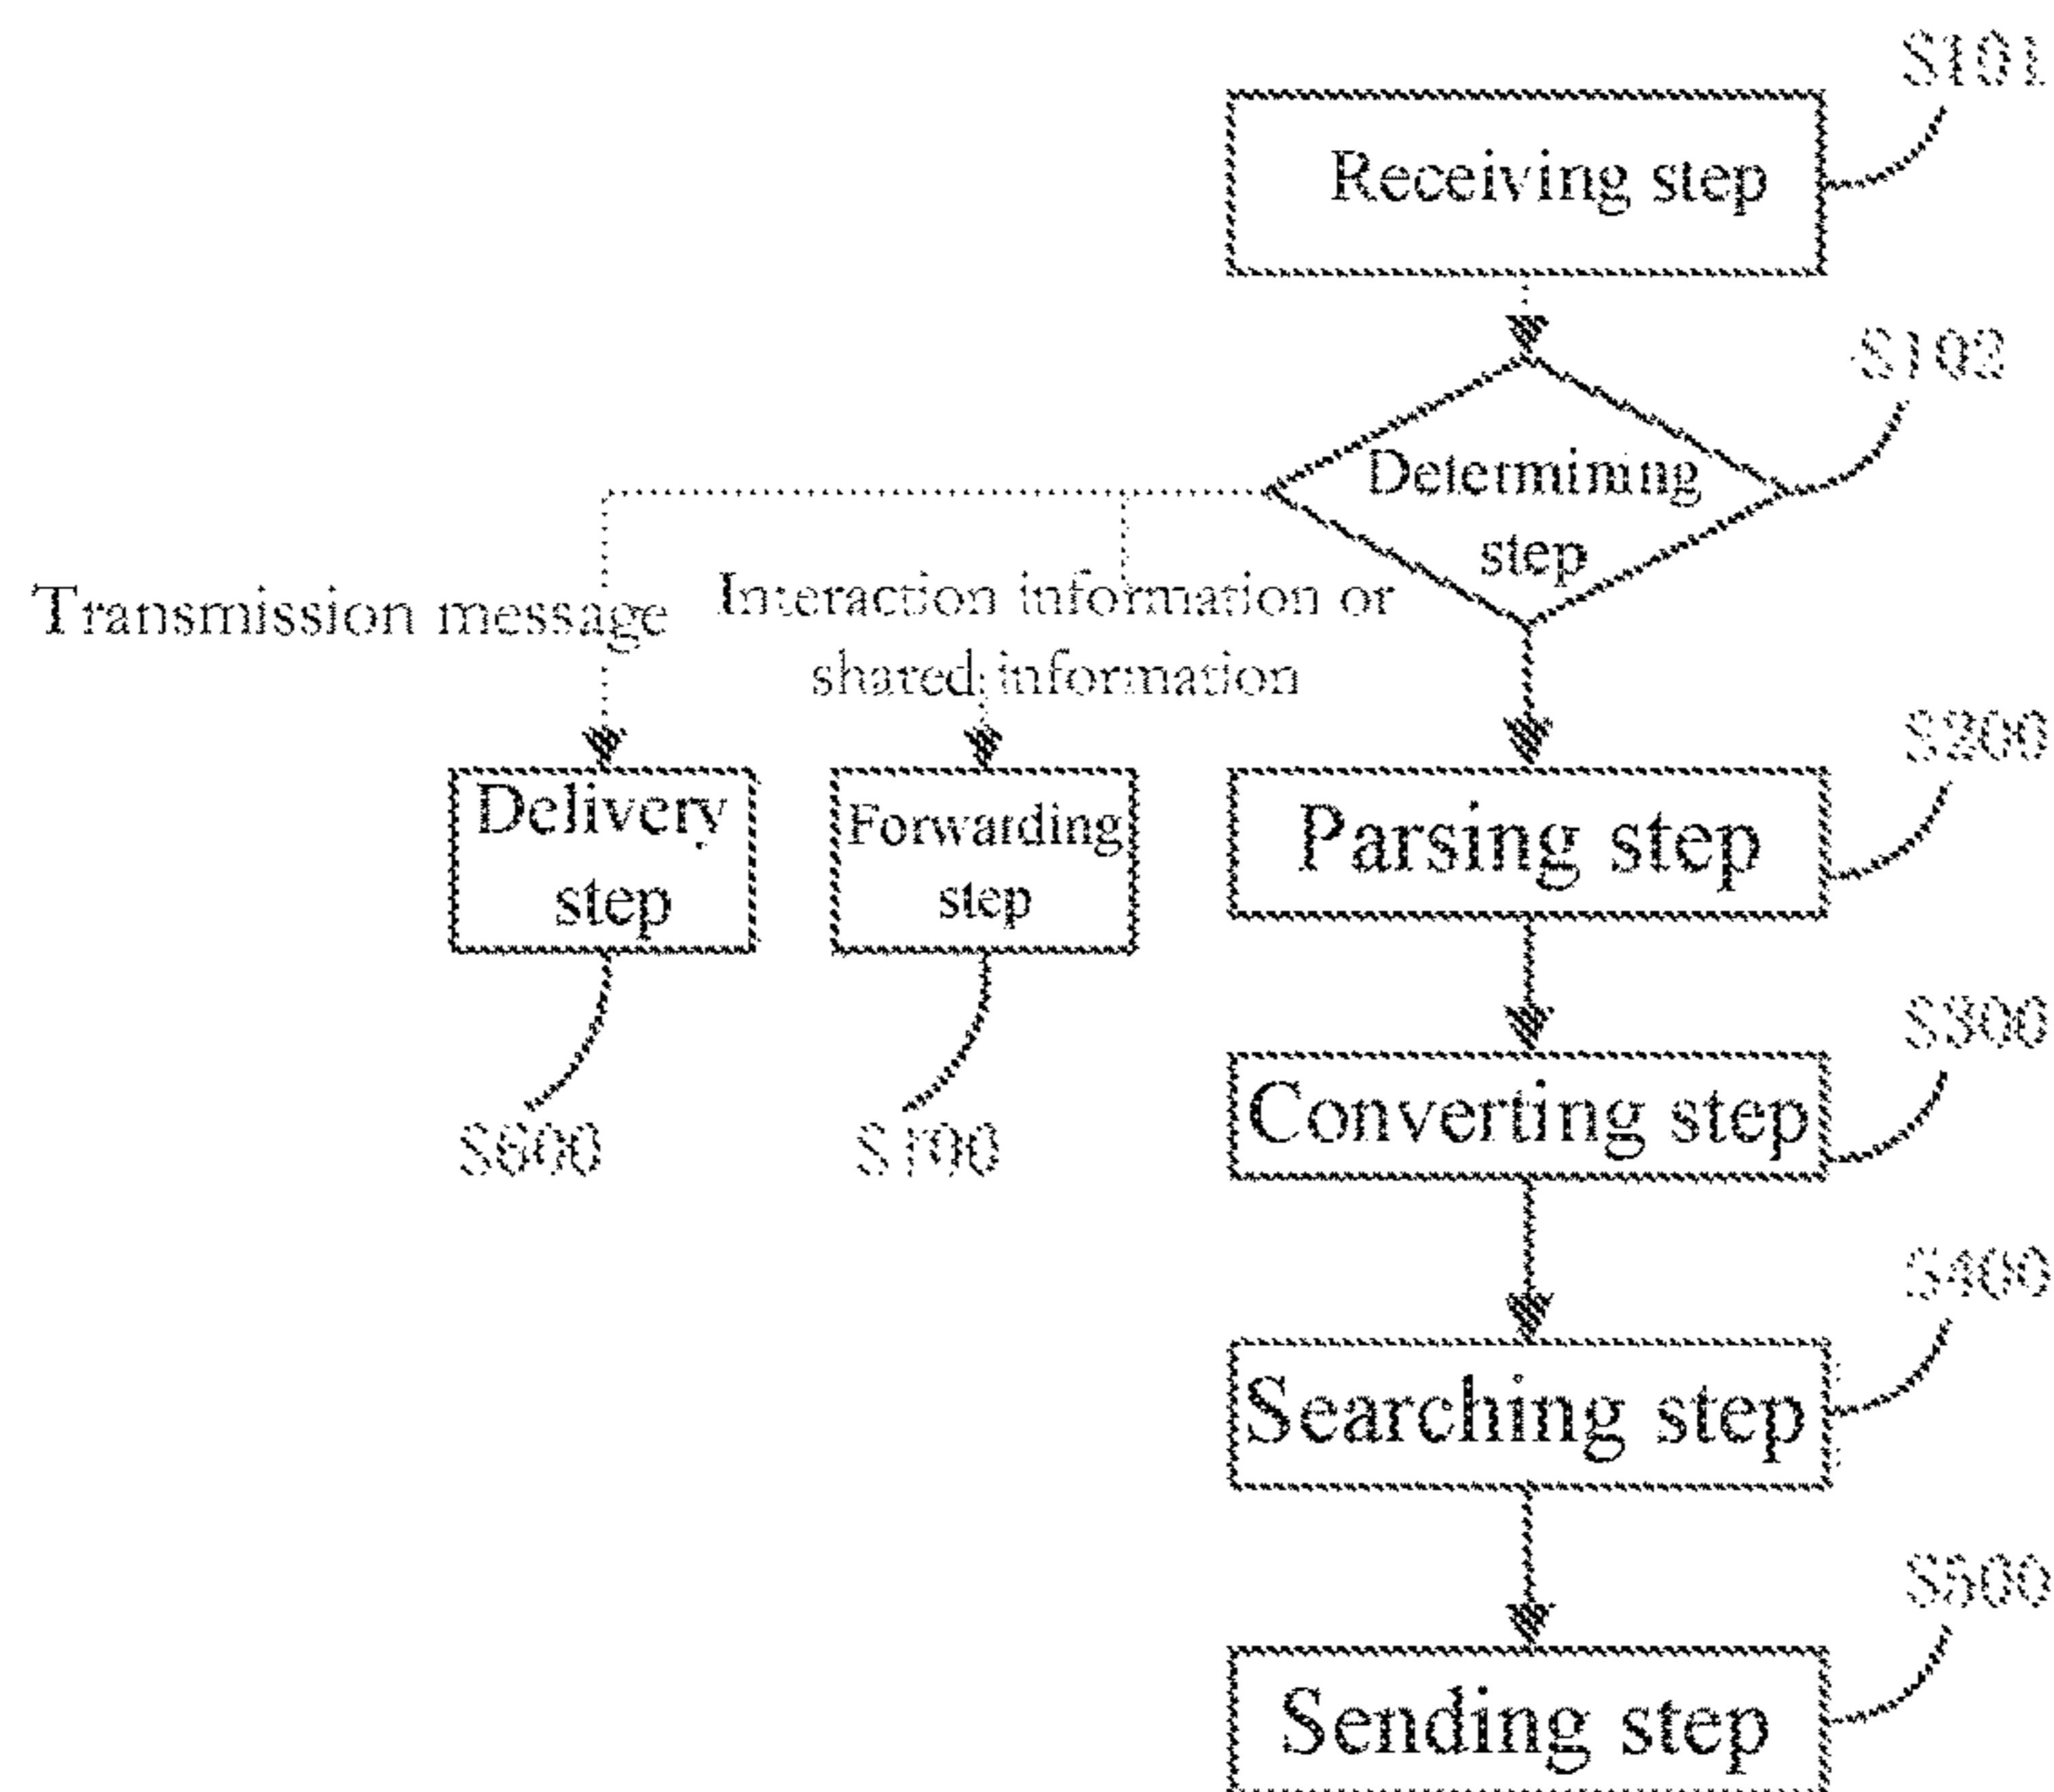 S101
Receiving step
S102
Determining
step
Transmission message
Interaction information or
shared information
S200
Delivery
step
Forwarding
step
Parsing step
S300
Converting step
S600
S400
Searching step
S500
Sending step